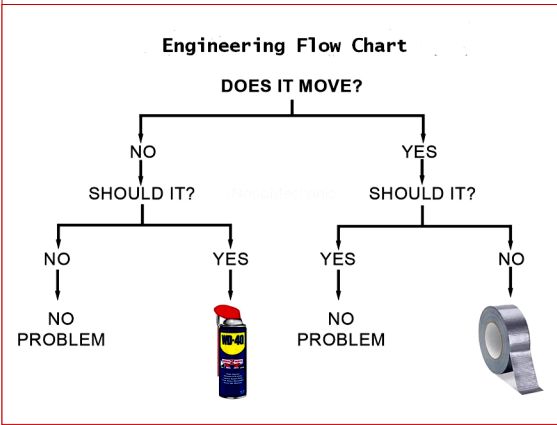 Engineering Flow Chart
DOES IT MOVE?
NO
YES
SHOULD IT?
SHOULD IT?
NO
YES
YES
NO
NO
PROBLEM
WD-40
NO
PROBLEM